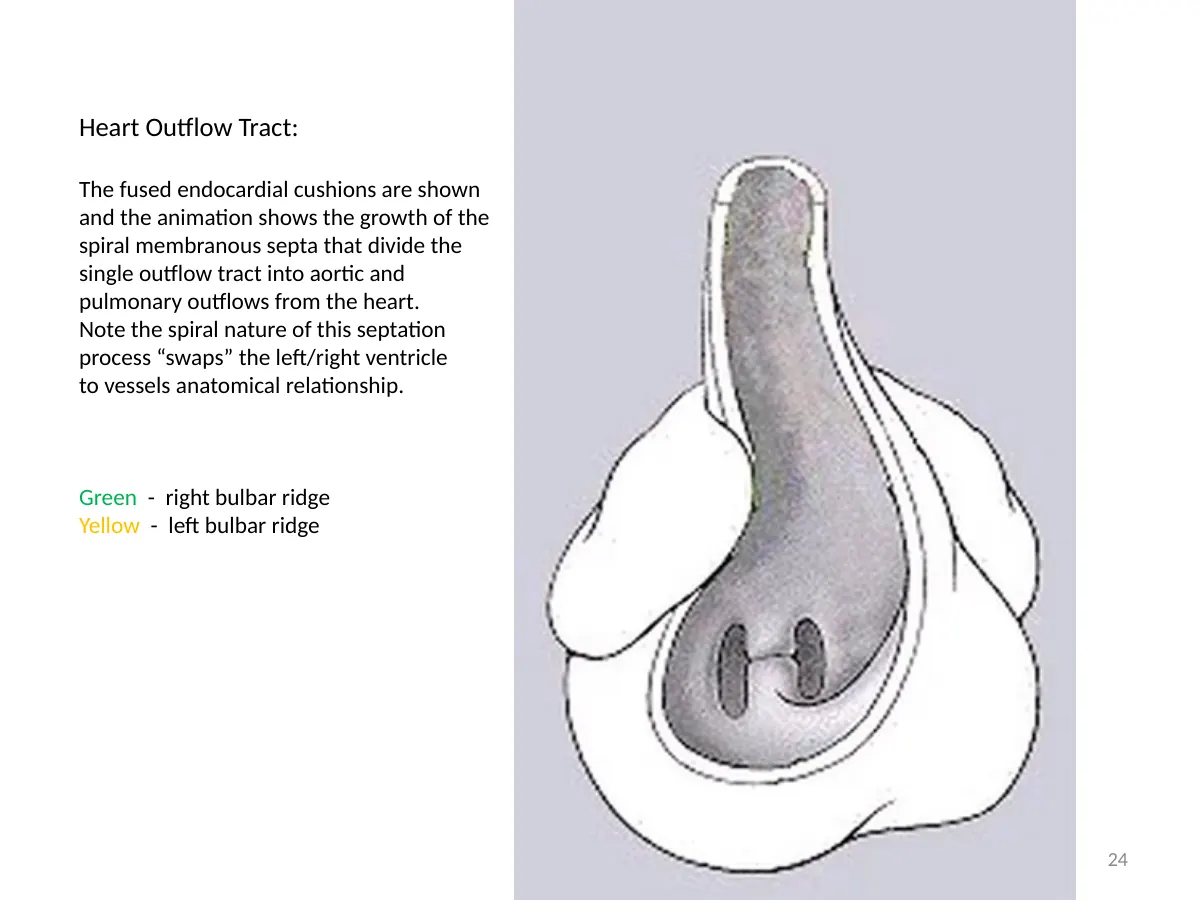 Heart Outflow Tract:
The fused endocardial cushions are shown
and the animation shows the growth of the
spiral membranous septa that divide the
single outflow tract into aortic and
pulmonary outflows from the heart.
Note the spiral nature of this septation
process “swaps” the left/right ventricle
to vessels anatomical relationship.
Green - right bulbar ridge
Yellow - left bulbar ridge
24